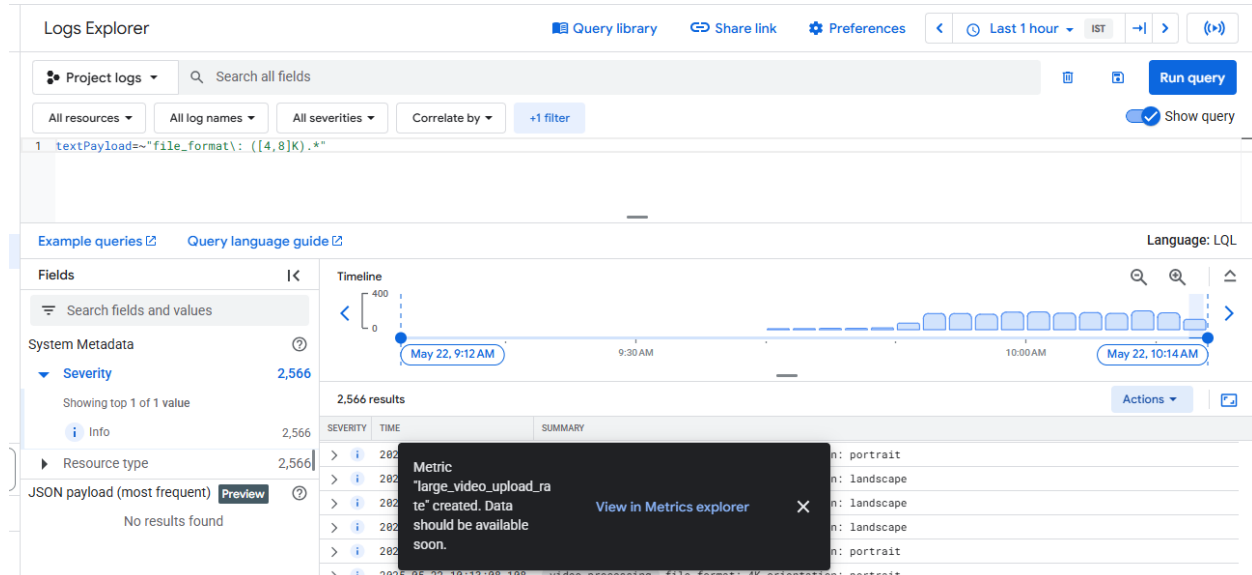 Logs Explorer
Query library
Share link
Preferences
Last 1 hour
IST
Project logs
Search all fields
Run query
All resources
All log names
All severities
Correlate by
+1 filter
Show query
1 textPayload=~"file_format\: ([4,8]K).*"
Example queries
Query language guide
Language: LQL
Fields
Search fields and values
System Metadata
Severity 2,566
Showing top 1 of 1 value
Info 2,566
Resource type 2,566
JSON payload (most frequent) Preview
No results found
Timeline
400
0
May 22, 9:12 AM
9:30 AM
10:00 AM
May 22, 10:14 AM
2,566 results
Actions
SEVERITY TIME SUMMARY
202 n: portrait
202 n: landscape
202 n: landscape
202 n: landscape
202 n: portrait
Metric
"large_video_upload_ra
te" created. Data
should be available
soon.
View in Metrics explorer